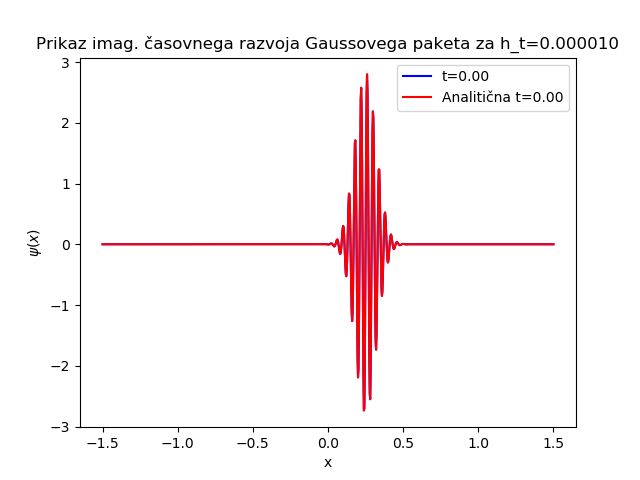 Prikaz imag. časovnega razvoja Gaussovega paketa za h_t=0.000010
t=0.00
Analitična t=0.00
3
2
1
0
−1
−2
−3
ψ(x)
−1.5 −1.0 −0.5 0.0 0.5 1.0 1.5
x